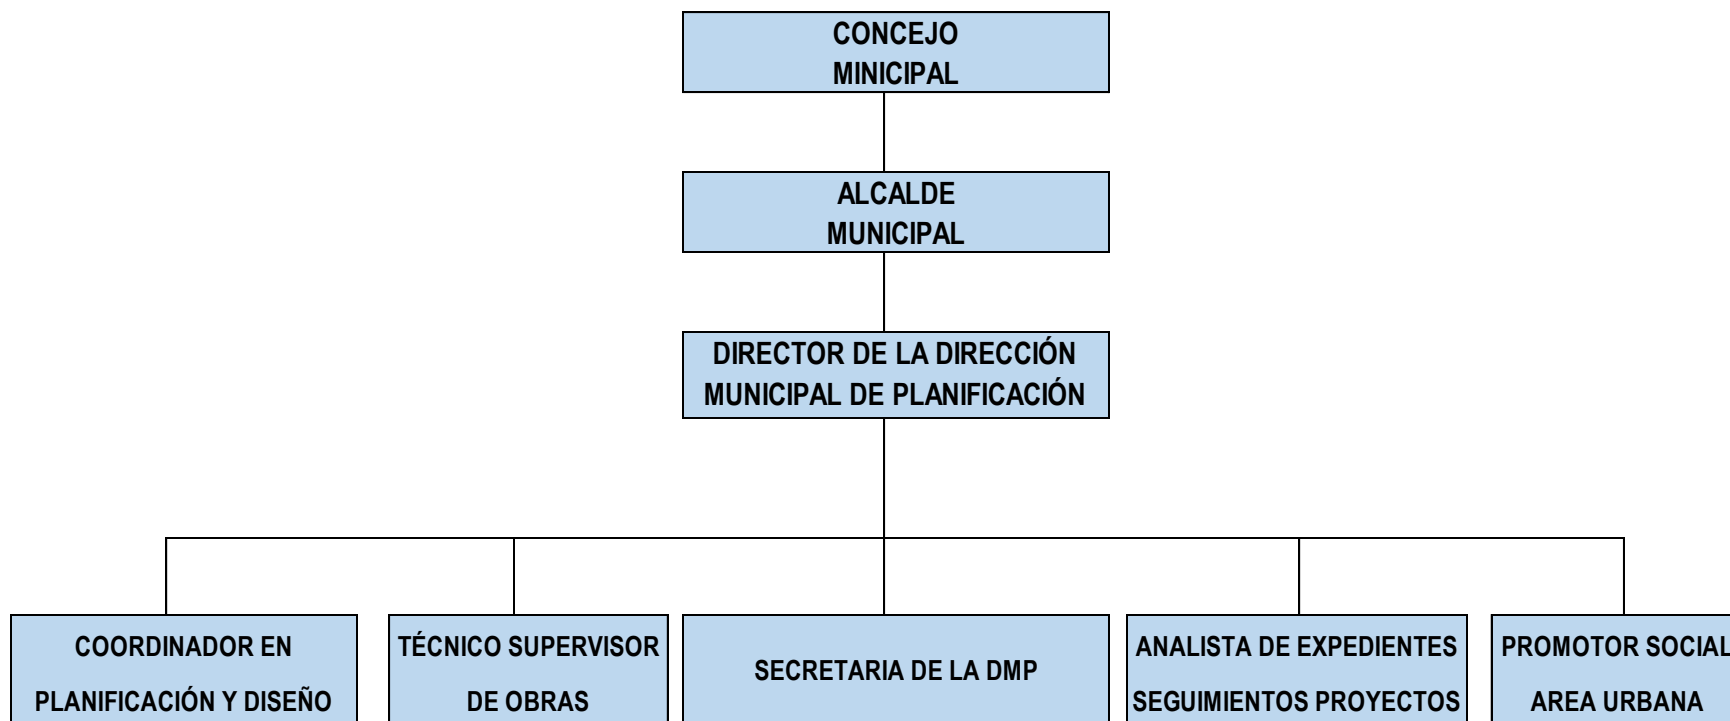 CONCEJO
MINICIPAL
ALCALDE
MUNICIPAL
DIRECTOR DE LA DIRECCIÓN
MUNICIPAL DE PLANIFICACIÓN
COORDINADOR EN
PLANIFICACIÓN Y DISEÑO
TÉCNICO SUPERVISOR
DE OBRAS
SECRETARIA DE LA DMP
ANALISTA DE EXPEDIENTES
SEGUIMIENTOS PROYECTOS
PROMOTOR SOCIAL
AREA URBANA